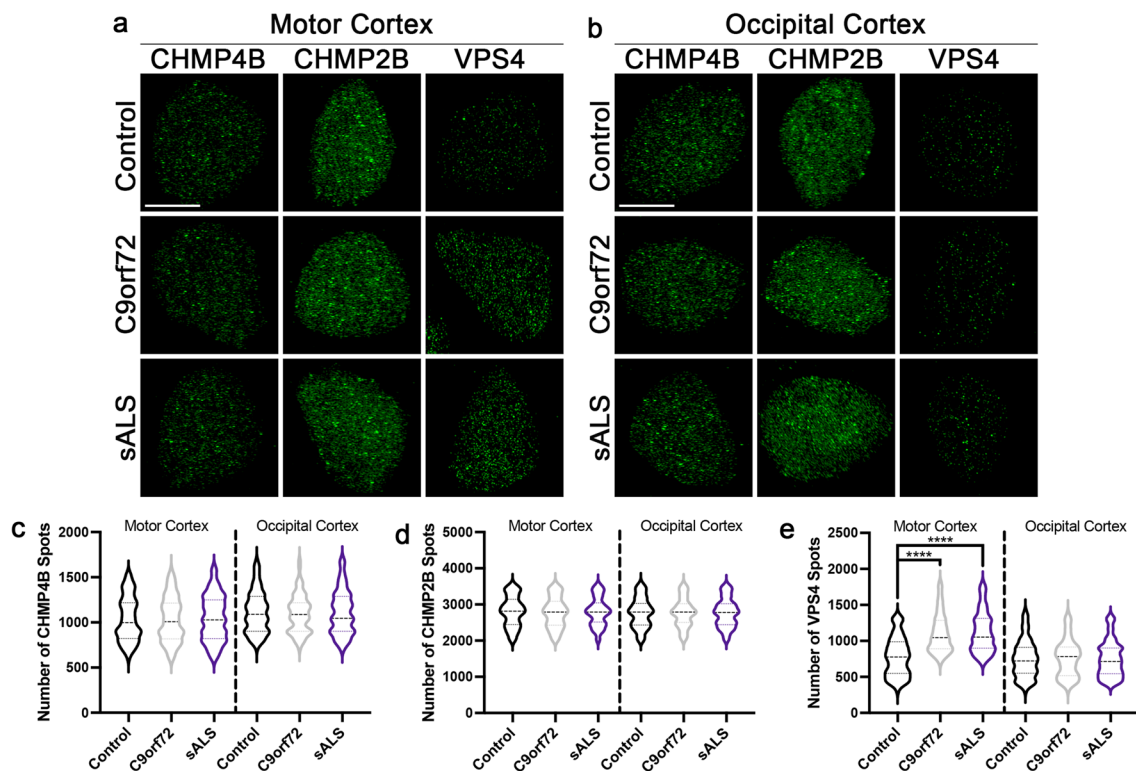 a Motor Cortex
CHMP4B CHMP2B VPS4
Control
C9orf72
sALS
b Occipital Cortex
CHMP4B CHMP2B VPS4
Control
C9orf72
sALS
c
Motor Cortex Occipital Cortex
Number of CHMP4B Spots
2000
1500
1000
500
0
Control C9orf72 sALS Control C9orf72 sALS
d
Motor Cortex Occipital Cortex
Number of CHMP2B Spots
5000
4000
3000
2000
1000
0
Control C9orf72 sALS Control C9orf72 sALS
e
Motor Cortex Occipital Cortex
Number of VPS4 Spots
2500
2000
1500
1000
500
0
****
****
Control C9orf72 sALS Control C9orf72 sALS